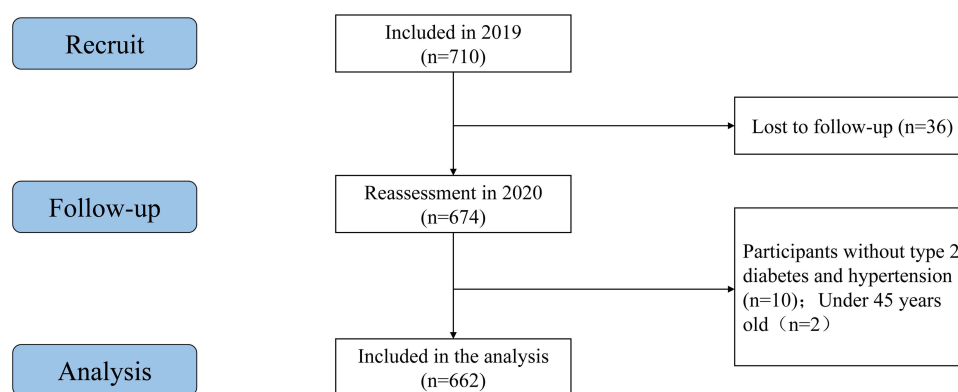 Recruit
Included in 2019
(n=710)
Lost to follow-up (n=36)
Follow-up
Reassessment in 2020
(n=674)
Participants without type 2
diabetes and hypertension
(n=10)；Under 45 years
old（n=2）
Analysis
Included in the analysis
(n=662)